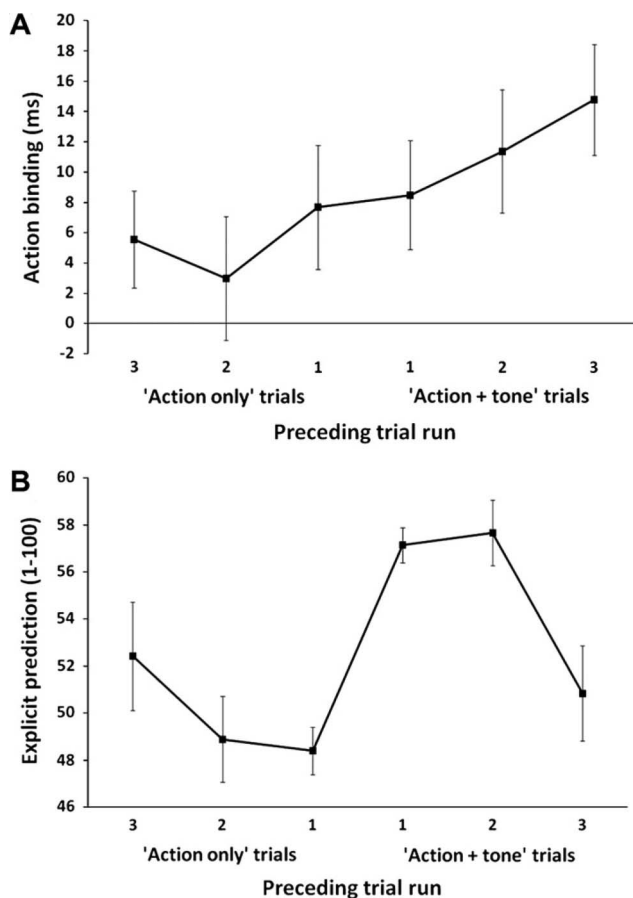 A
Action binding (ms)
20
18
16
14
12
10
8
6
4
2
0
-2
3 2 1 1 2 3
'Action only' trials 'Action + tone' trials
Preceding trial run
B
Explicit prediction (1-100)
60
58
56
54
52
50
48
46
3 2 1 1 2 3
'Action only' trials 'Action + tone' trials
Preceding trial run